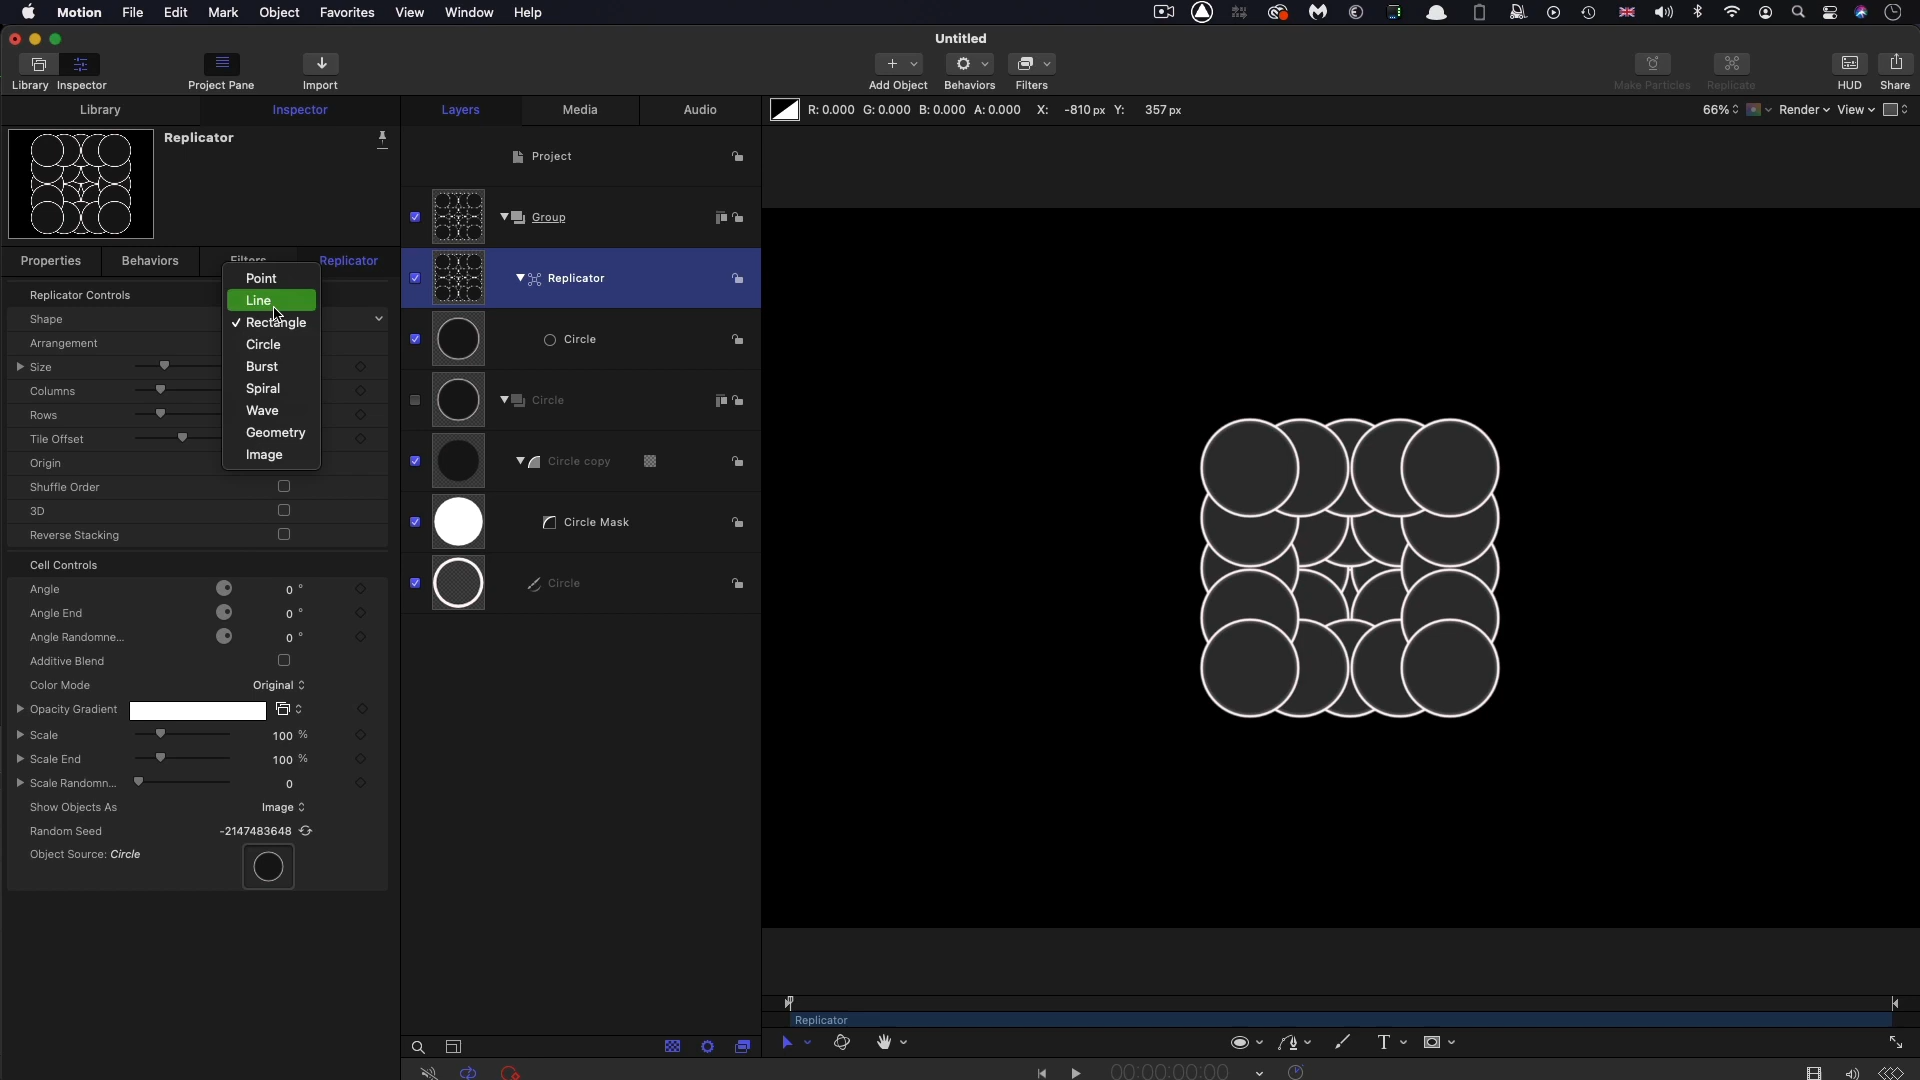 Motion File Edit Mark Object Favorites View Window Help
Untitled
Library Inspector Project Pane Import Add Object Behaviors Filters Make Particles Replicate HUD Share
Library Inspector Layers Media Audio R: 0.000 G: 0.000 B: 0.000 A: 0.000 X: -810 px Y: 357 px 66% Render View
Replicator
Project
Group
Replicator
Circle
Circle
Circle copy
Circle Mask
Circle
Properties Behaviors Filters Replicator
Replicator Controls
Shape
Arrangement
Size
Columns
Rows
Tile Offset
Origin
Shuffle Order
3D
Reverse Stacking
Point
Line
✓ Rectangle
Circle
Burst
Spiral
Wave
Geometry
Image
Cell Controls
Angle 0 °
Angle End 0 °
Angle Randomne... 0 °
Additive Blend
Color Mode Original
Opacity Gradient
Scale 100 %
Scale End 100 %
Scale Randomn... 0
Show Objects As Image
Random Seed -2147483648
Object Source: Circle
Replicator
T
00:00:00:00